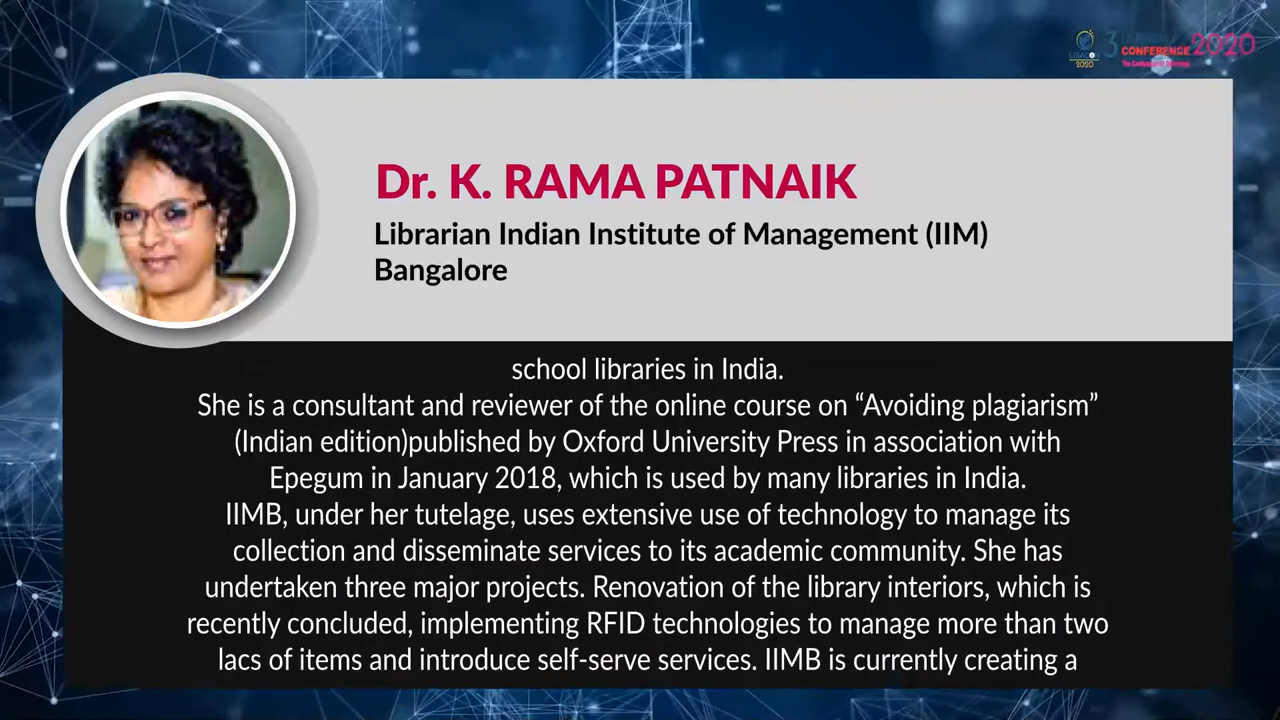 LISACON
2020
3
CONFERENCE 2020
Dr. K. RAMA PATNAIK
Librarian Indian Institute of Management (IIM)
Bangalore
school libraries in India.
She is a consultant and reviewer of the online course on “Avoiding plagiarism”
(Indian edition)published by Oxford University Press in association with
Epegum in January 2018, which is used by many libraries in India.
IIMB, under her tutelage, uses extensive use of technology to manage its
collection and disseminate services to its academic community. She has
undertaken three major projects. Renovation of the library interiors, which is
recently concluded, implementing RFID technologies to manage more than two
lacs of items and introduce self-serve services. IIMB is currently creating a